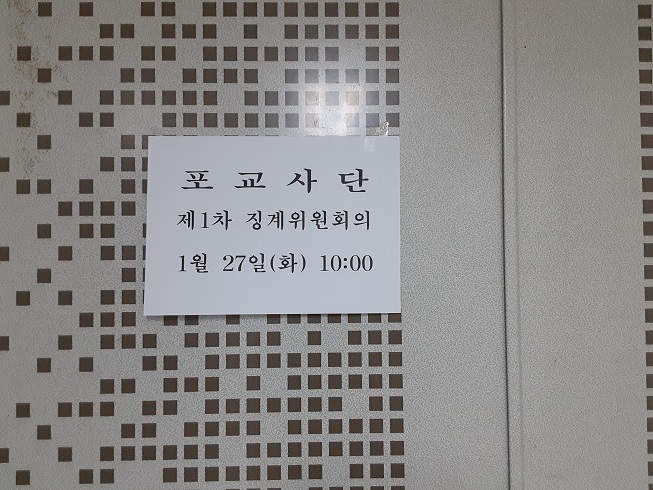 포 교 사 단
제1차 징계위원회의
1월 27일(화) 10:00